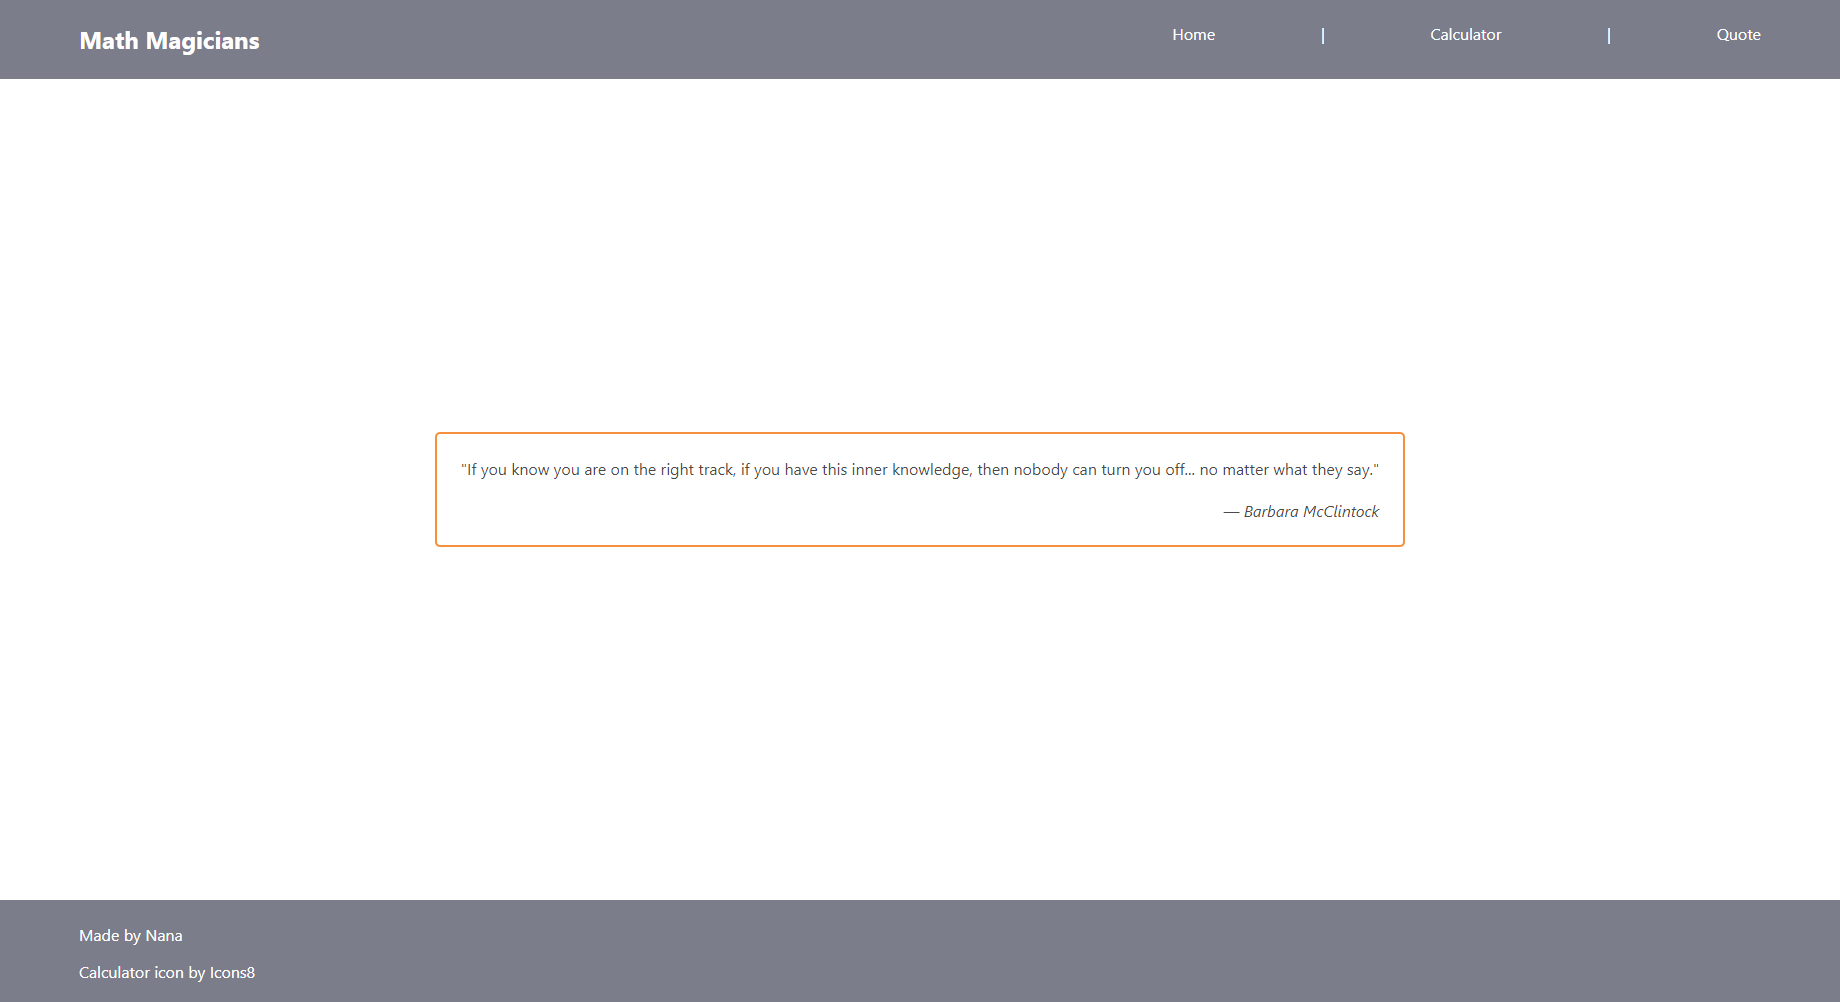 Math Magicians
Home | Calculator | Quote
"If you know you are on the right track, if you have this inner knowledge, then nobody can turn you off... no matter what they say."
— Barbara McClintock
Made by Nana
Calculator icon by Icons8